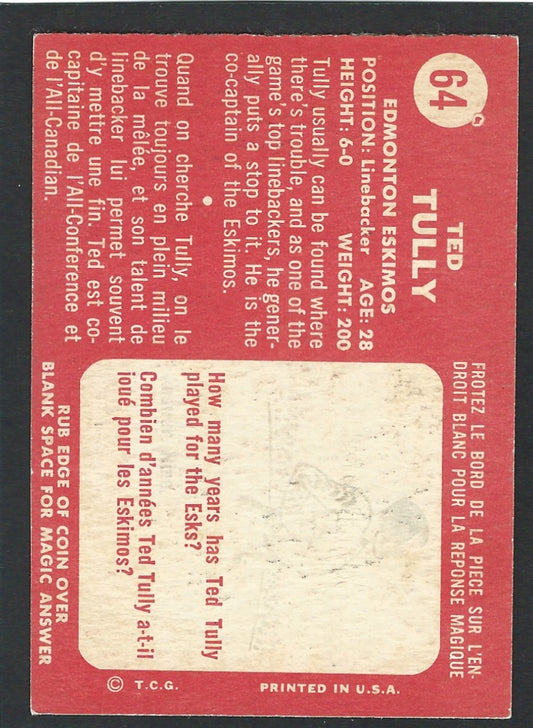 64
TED
TULLY
EDMONTON ESKIMOS
POSITION: Linebacker AGE: 28
HEIGHT: 6-0 WEIGHT: 200
Tully usually can be found where
there's trouble, and as one of the
game's top linebackers, he gener-
ally puts a stop to it. He is the
co-captain of the Eskimos.
Quand on cherche Tully, on le
trouve toujours en plein milieu
de la mêlée, et son talent de
linebacker lui permet souvent
d'y mettre une fin. Ted est co-
capitaine de l'All-Conference et
de l'All-Canadian.
FROTEZ LE BORD DE LA PIECE SUR L'EN-
DROIT BLANC POUR LA REPONSE MAGIQUE
How many years has Ted Tully
played for the Esks?
Combien d'années Ted Tully a-t-il
joué pour les Eskimos?
RUB EDGE OF COIN OVER
BLANK SPACE FOR MAGIC ANSWER
© T.C.G. PRINTED IN U.S.A.